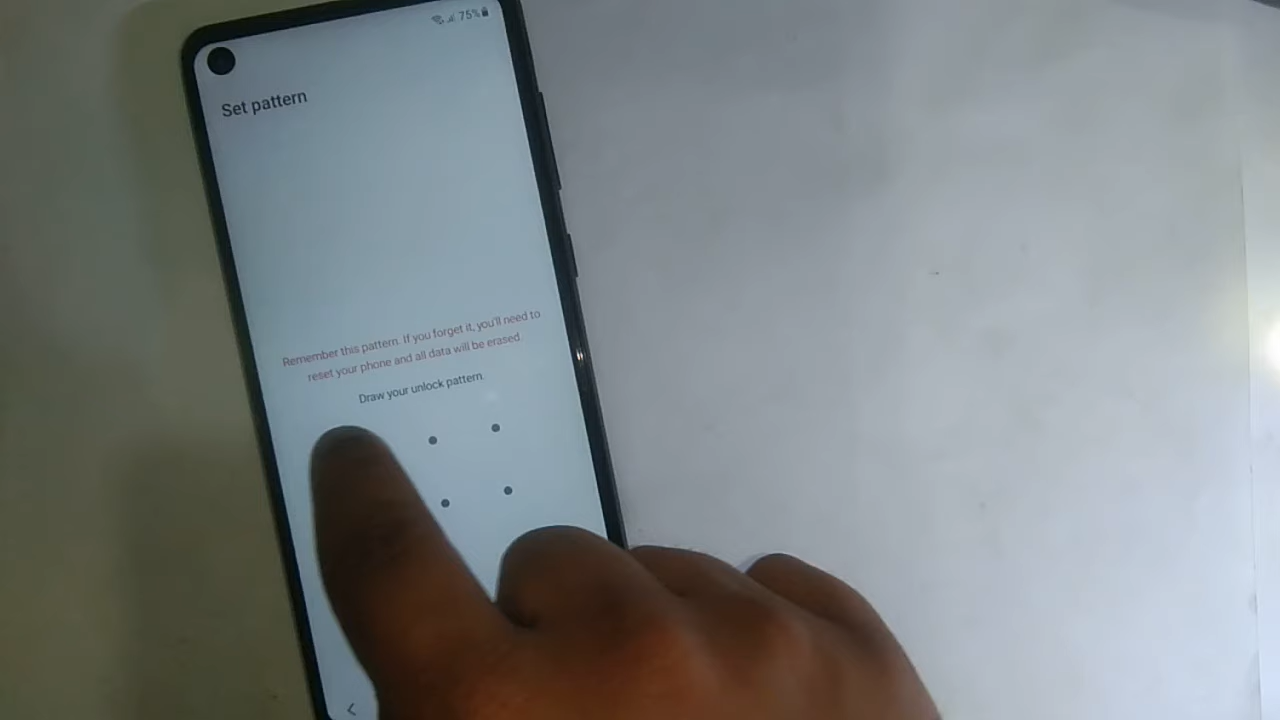 75%
Set pattern
Remember this pattern. If you forget it, you'll need to
reset your phone and all data will be erased.
Draw your unlock pattern.